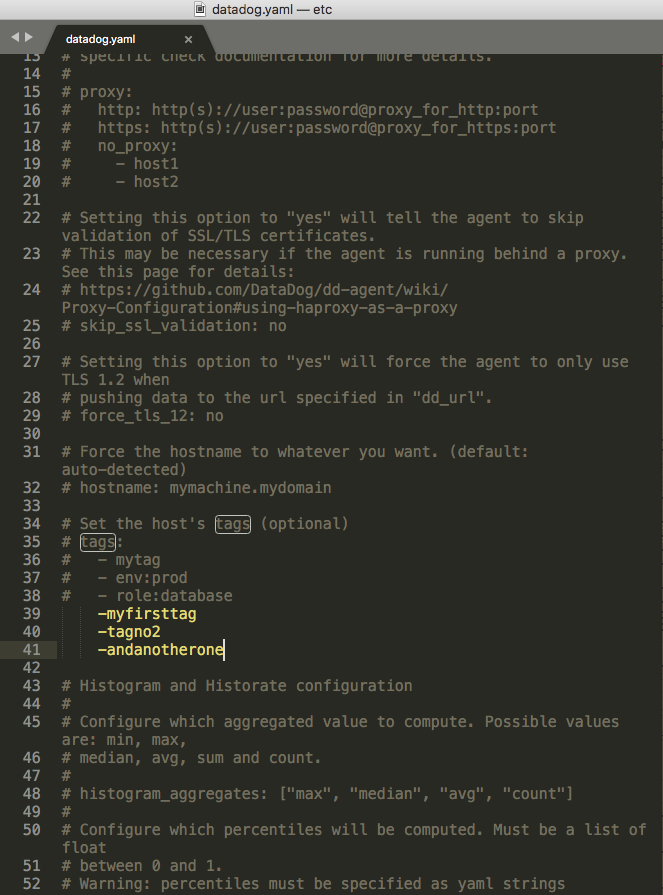 datadog.yaml — etc
datadog.yaml ×
13 # specific check documentation for more details.
14 #
15 # proxy:
16 #   http: http(s)://user:password@proxy_for_http:port
17 #   https: http(s)://user:password@proxy_for_https:port
18 #   no_proxy:
19 #     - host1
20 #     - host2
21
22 # Setting this option to "yes" will tell the agent to skip
validation of SSL/TLS certificates.
23 # This may be necessary if the agent is running behind a proxy.
See this page for details:
24 # https://github.com/DataDog/dd-agent/wiki/
Proxy-Configuration#using-haproxy-as-a-proxy
25 # skip_ssl_validation: no
26
27 # Setting this option to "yes" will force the agent to only use
TLS 1.2 when
28 # pushing data to the url specified in "dd_url".
29 # force_tls_12: no
30
31 # Force the hostname to whatever you want. (default:
auto-detected)
32 # hostname: mymachine.mydomain
33
34 # Set the host's tags (optional)
35 # tags:
36 #   - mytag
37 #   - env:prod
38 #   - role:database
39     -myfirsttag
40     -tagno2
41     -andanotherone
42
43 # Histogram and Historate configuration
44 #
45 # Configure which aggregated value to compute. Possible values
are: min, max,
46 # median, avg, sum and count.
47 #
48 # histogram_aggregates: ["max", "median", "avg", "count"]
49 #
50 # Configure which percentiles will be computed. Must be a list of
float
51 # between 0 and 1.
52 # Warning: percentiles must be specified as yaml strings